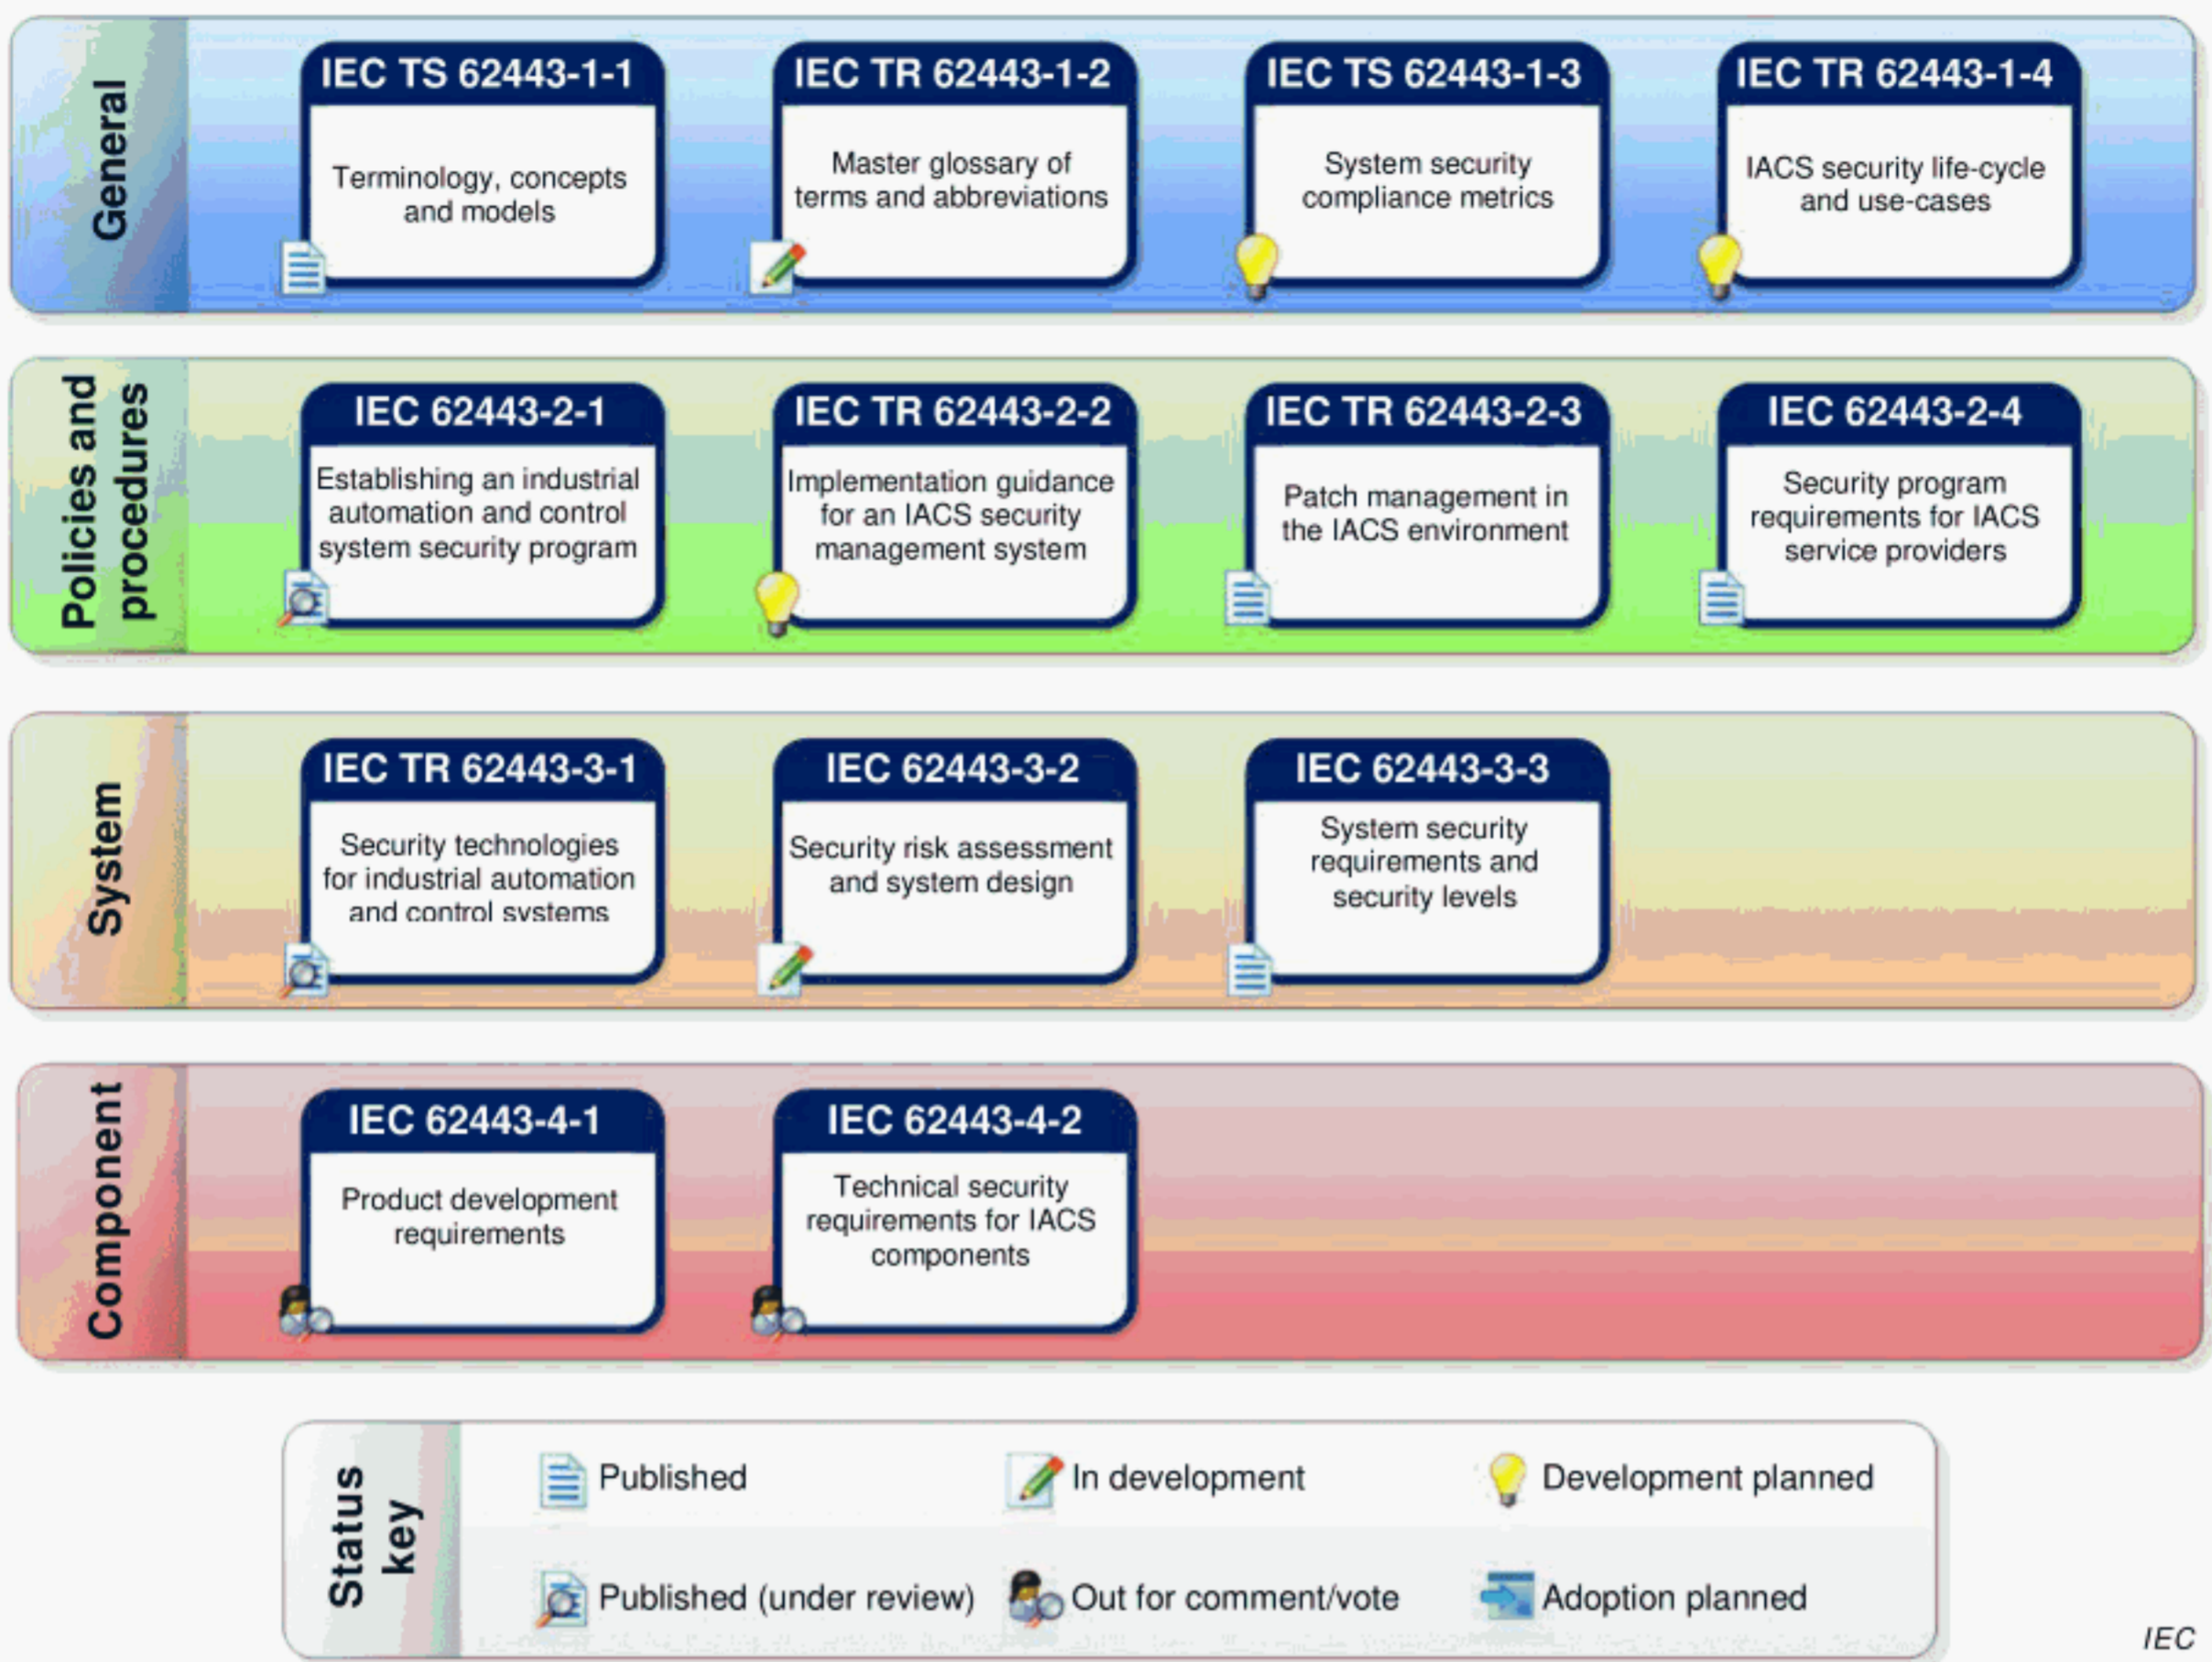 General
IEC TS 62443-1-1
Terminology, concepts
and models
IEC TR 62443-1-2
Master glossary of
terms and abbreviations
IEC TS 62443-1-3
System security
compliance metrics
IEC TR 62443-1-4
IACS security life-cycle
and use-cases
Policies and
procedures
IEC 62443-2-1
Establishing an industrial
automation and control
system security program
IEC TR 62443-2-2
Implementation guidance
for an IACS security
management system
IEC TR 62443-2-3
Patch management in
the IACS environment
IEC 62443-2-4
Security program
requirements for IACS
service providers
System
IEC TR 62443-3-1
Security technologies
for industrial automation
and control systems
IEC 62443-3-2
Security risk assessment
and system design
IEC 62443-3-3
System security
requirements and
security levels
Component
IEC 62443-4-1
Product development
requirements
IEC 62443-4-2
Technical security
requirements for IACS
components
Status
key
Published
In development
Development planned
Published (under review)
Out for comment/vote
Adoption planned
IEC